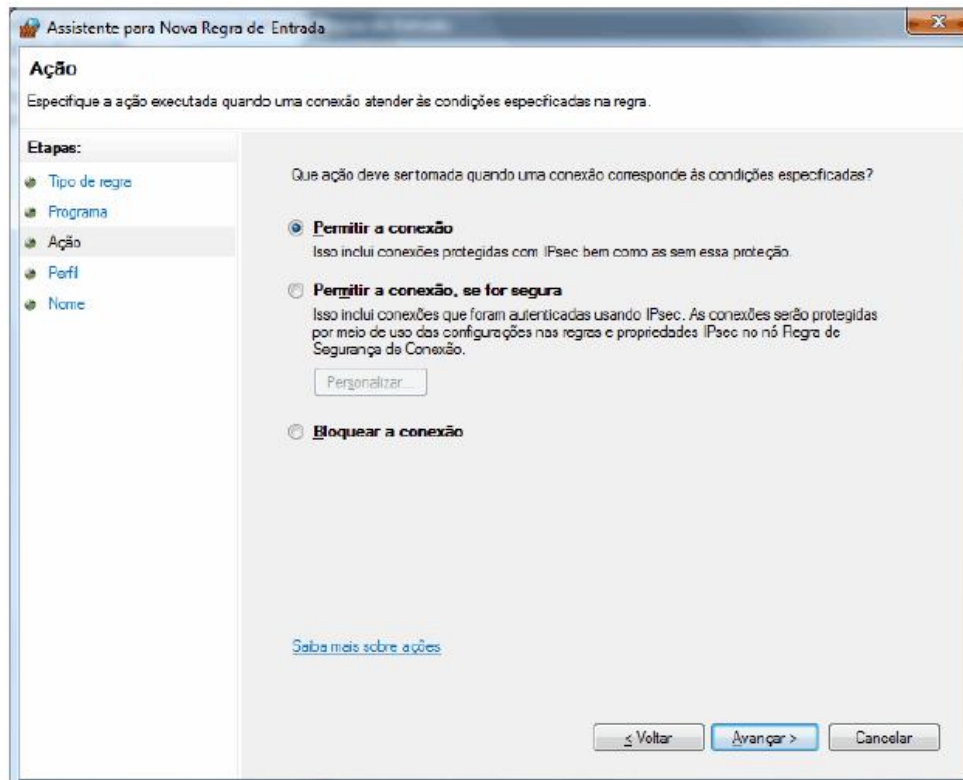 Assistente para Nova Regra de Entrada
Ação
Especifique a ação executada quando uma conexão atender às condições especificadas na regra.
Etapas:
Tipo de regra
Programa
Ação
Perfil
Nome
Que ação deve ser tomada quando uma conexão corresponde às condições especificadas?
Permitir a conexão
Isso inclui conexões protegidas com IPsec bem como as sem essa proteção.
Permitir a conexão, se for segura
Isso inclui conexões que foram autenticadas usando IPsec. As conexões serão protegidas
por meio de uso das configurações nas regras e propriedades IPsec no nó Regra de
Segurança de Conexão.
Personalizar...
Bloquear a conexão
Saiba mais sobre ações
< Voltar
Avançar >
Cancelar